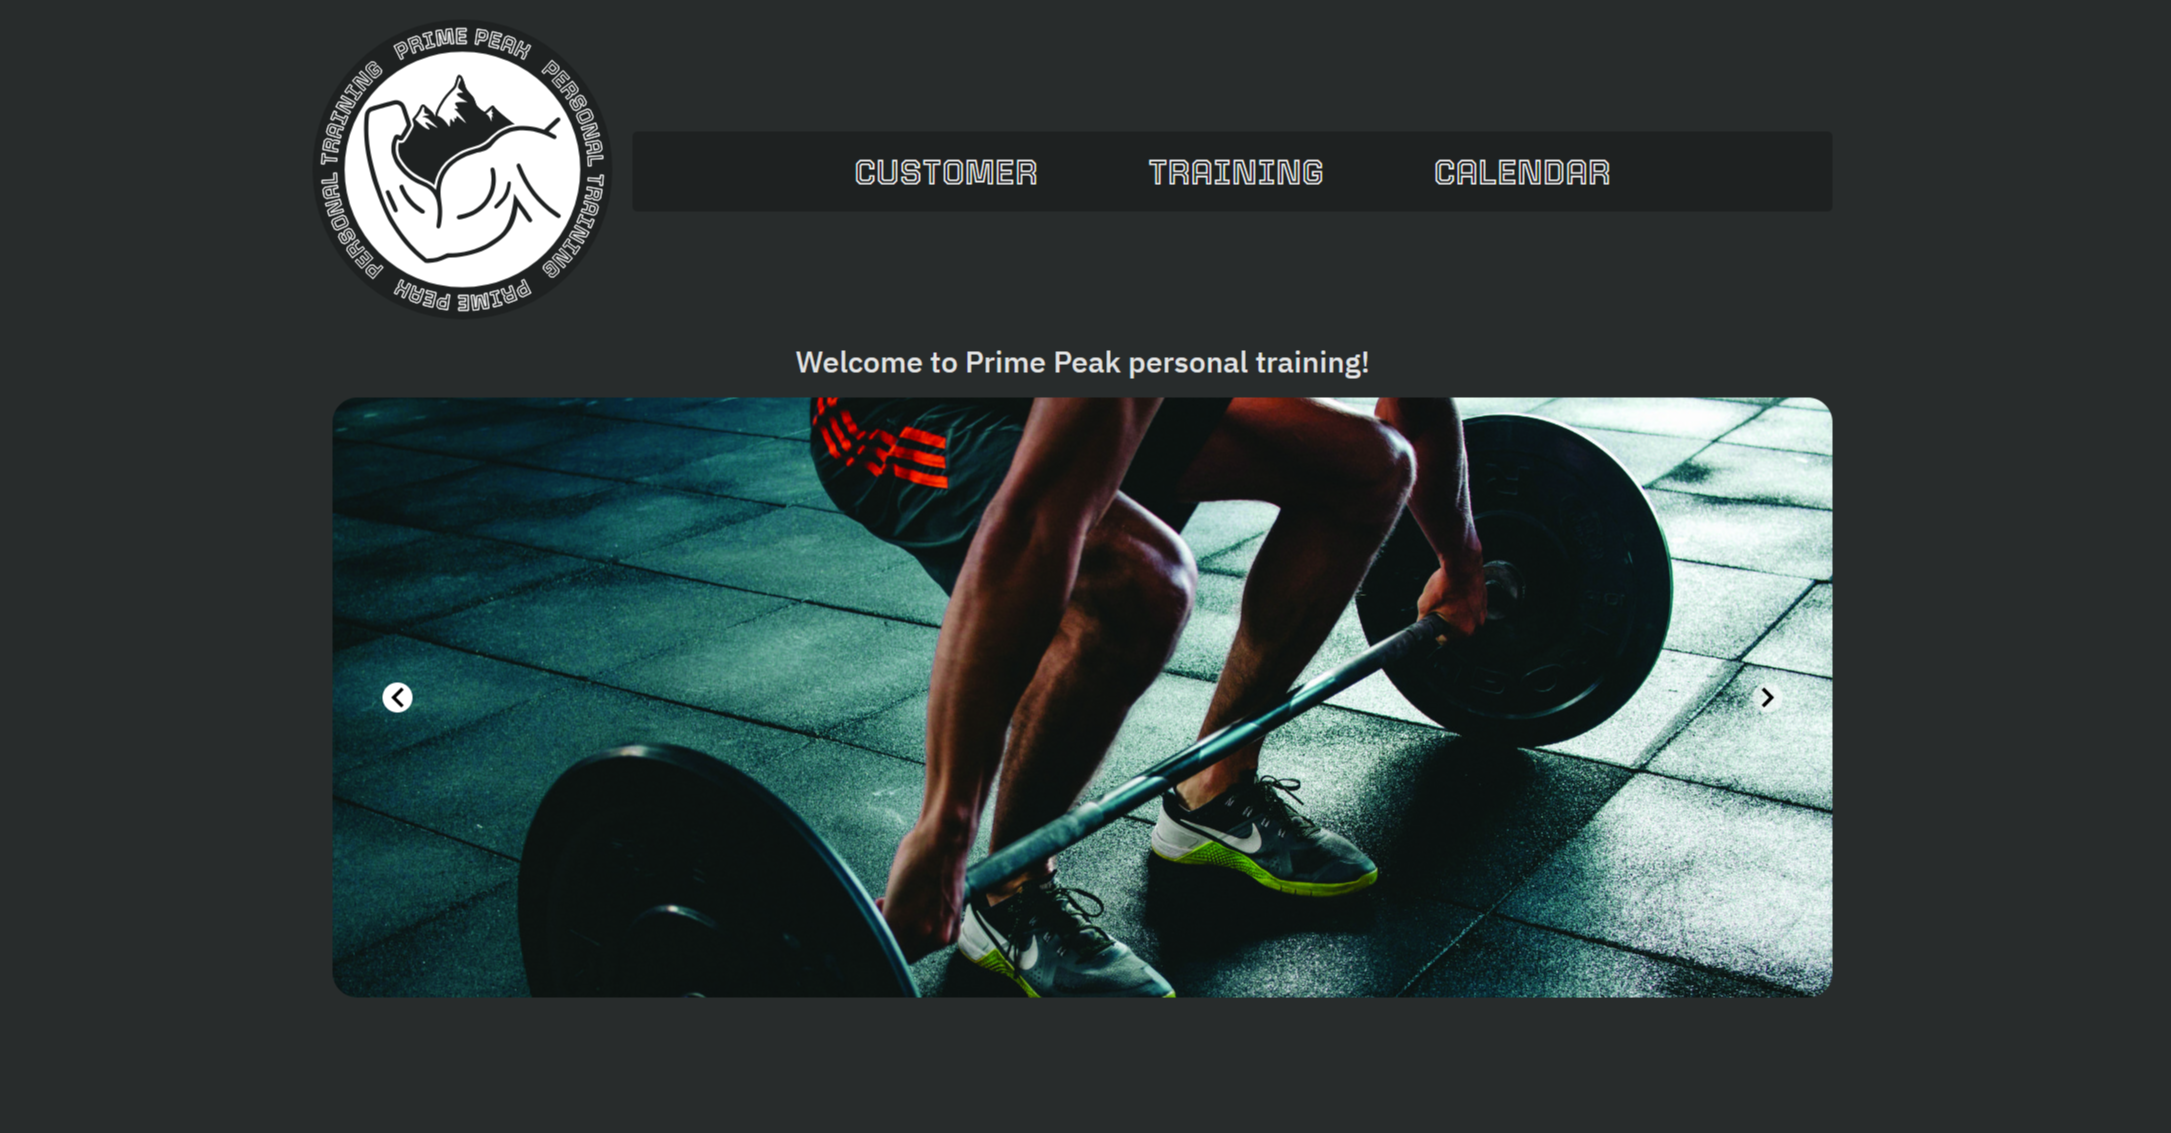 PRIME PEAK
PERSONAL TRAINING
PRIME PEAK
PERSONAL TRAINING
CUSTOMER
TRAINING
CALENDAR
Welcome to Prime Peak personal training!